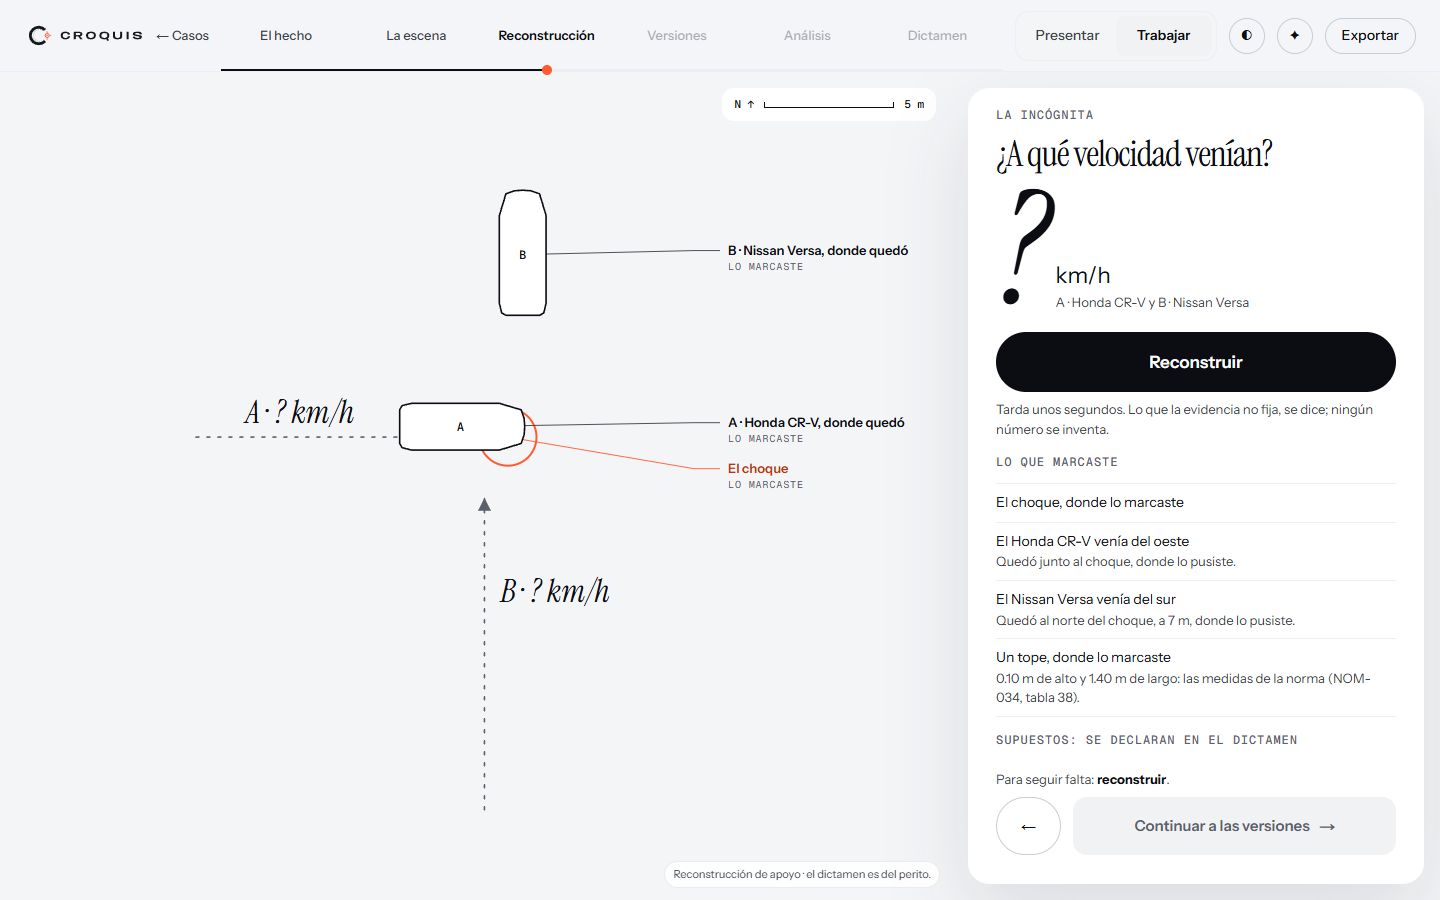 CROQUIS
← Casos
El hecho
La escena
Reconstrucción
Versiones
Análisis
Dictamen
Presentar
Trabajar
Exportar
N ↑ 5 m
B
B · Nissan Versa, donde quedó
LO MARCASTE
A · ? km/h
A
A · Honda CR-V, donde quedó
LO MARCASTE
El choque
LO MARCASTE
B · ? km/h
Reconstrucción de apoyo · el dictamen es del perito.
LA INCÓGNITA
¿A qué velocidad venían?
?
km/h
A · Honda CR-V y B · Nissan Versa
Reconstruir
Tarda unos segundos. Lo que la evidencia no fija, se dice; ningún
número se inventa.
LO QUE MARCASTE
El choque, donde lo marcaste
El Honda CR-V venía del oeste
Quedó junto al choque, donde lo pusiste.
El Nissan Versa venía del sur
Quedó al norte del choque, a 7 m, donde lo pusiste.
Un tope, donde lo marcaste
0.10 m de alto y 1.40 m de largo: las medidas de la norma (NOM-
034, tabla 38).
SUPUESTOS: SE DECLARAN EN EL DICTAMEN
Para seguir falta: reconstruir.
←
Continuar a las versiones →